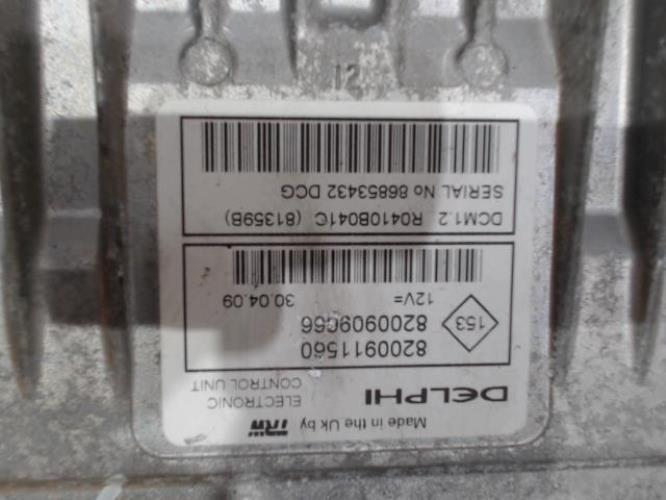 Made in the Uk by TRW
DELPHI ELECTRONIC
CONTROL UNIT
8200911560
8200909666
153
12V= 30.04.09
DCM1.2 R0410B041C (81359B)
SERIAL No 86853432 DCG
12